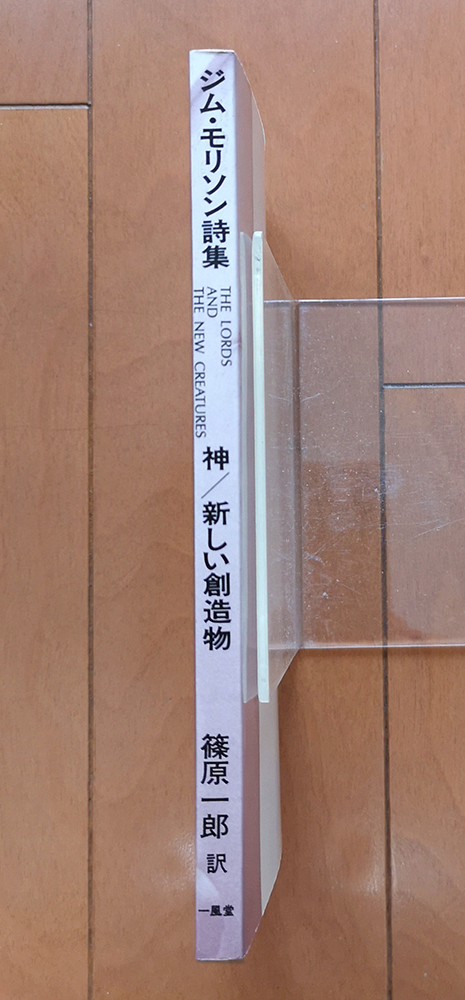 ジム・モリソン詩集
THE LORDS
AND
THE NEW CREATURES
神／新しい創造物
篠原一郎 訳
一風堂